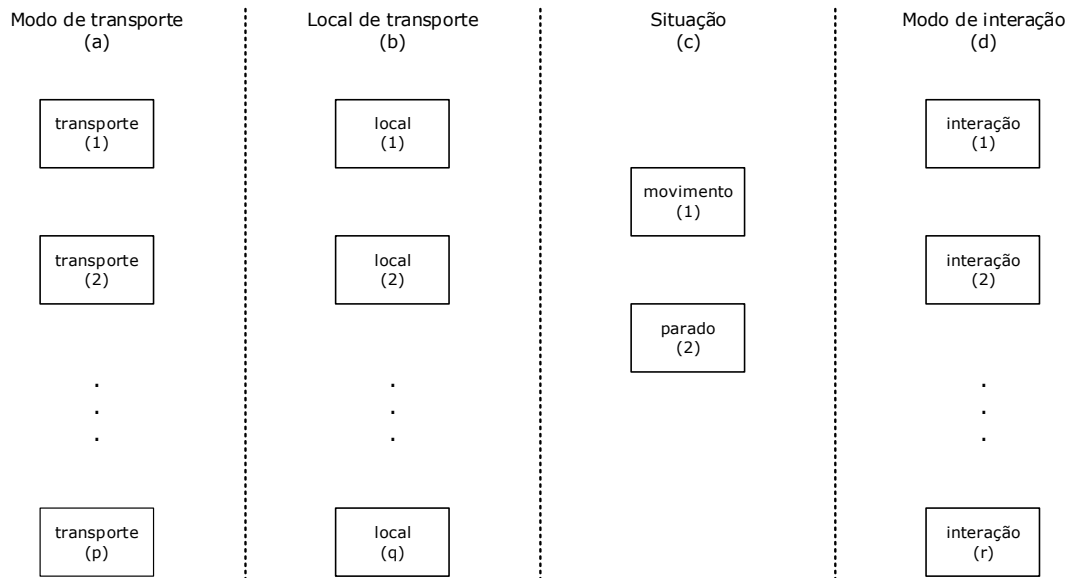 Modo de transporte
(a)
Local de transporte
(b)
Situação
(c)
Modo de interação
(d)
transporte
(1)
local
(1)
interação
(1)
movimento
(1)
transporte
(2)
local
(2)
interação
(2)
parado
(2)
.
.
.
.
.
.
.
.
.
transporte
(p)
local
(q)
interação
(r)